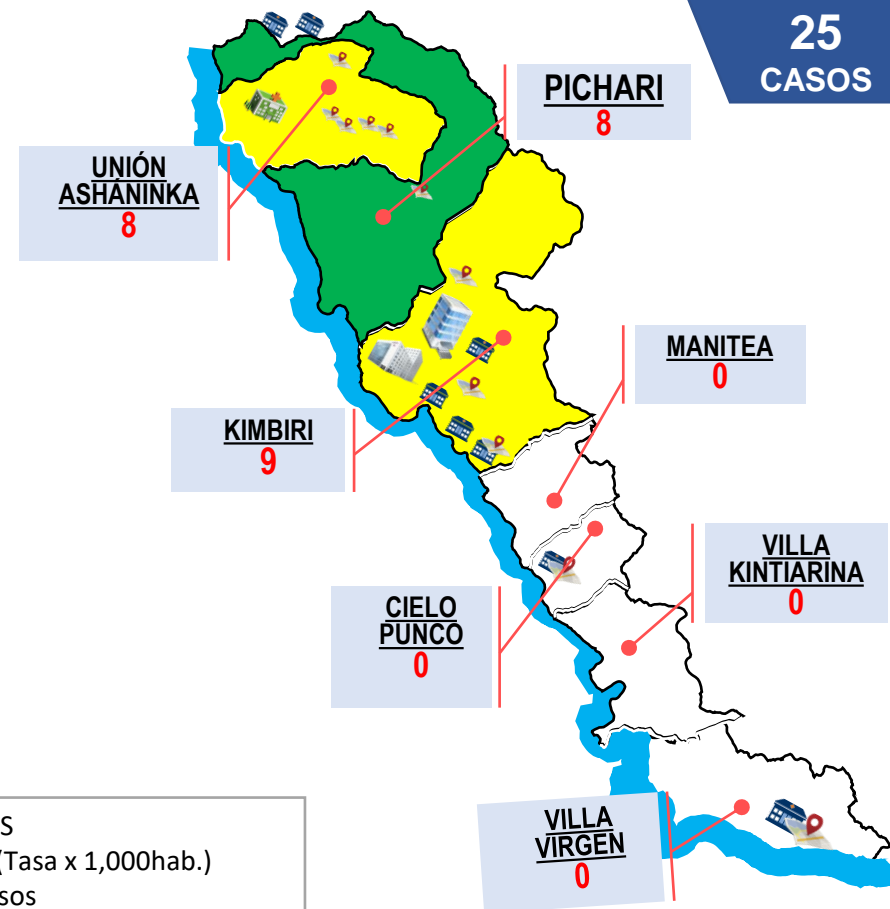 25
CASOS
PICHARI
8
UNIÓN
ASHÁNINKA
8
MANITEA
0
KIMBIRI
9
VILLA
KINTIARINA
0
CIELO
PUNCO
0
VILLA
VIRGEN
0
S
(Tasa x 1,000hab.)
sos